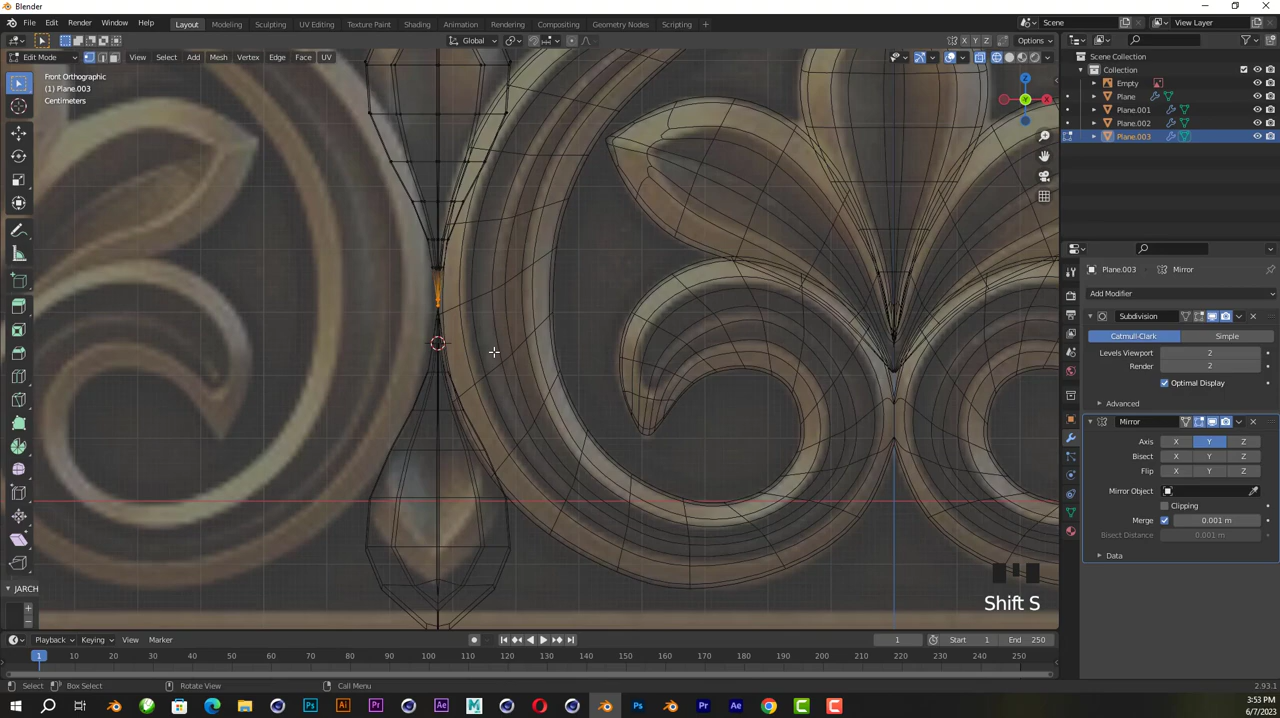 Blender
File Edit Render Window Help Layout Modeling Sculpting UV Editing Texture Paint Shading Animation Rendering Compositing Geometry Nodes Scripting + Scene View Layer
Global X Y Z Options
Edit Mode View Select Add Mesh Vertex Edge Face UV
Front Orthographic
(1) Plane.003
Centimeters
Z
Scene Collection
Collection
Empty
Plane
Plane.001
Plane.002
Plane.003
Plane.003 Mirror
Add Modifier
Subdivision
Catmull-Clark Simple
Levels Viewport 2
Render 2
Optimal Display
Advanced
Mirror
Axis X Y Z
Bisect X Y Z
Flip X Y Z
Mirror Object
Clipping
Merge 0.001 m
Bisect Distance 0.001 m
Data
JARCH
Shift S
Playback Keying View Marker 1 Start 1 End 250
1 10 20 30 40 50 60 70 80 90 100 110 120 130 140 150 160 170 180 190 200 210 220 230 240 250
Select Box Select Rotate View Call Menu 2.93.1
3:53 PM
6/7/2023